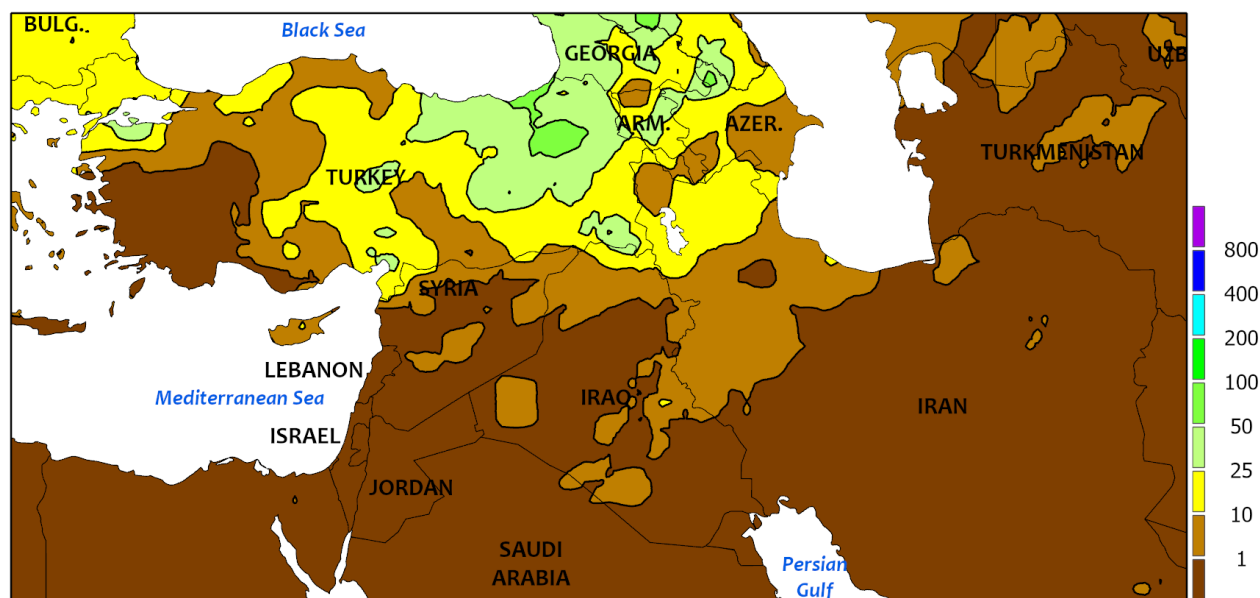 BULG..
Black Sea
GEORGIA
UZB
ARM.
AZER.
TURKMENISTAN
TURKEY
SYRIA
LEBANON
Mediterranean Sea
IRAQ
IRAN
ISRAEL
JORDAN
SAUDI
ARABIA
Persian
Gulf
800
400
200
100
50
25
10
1